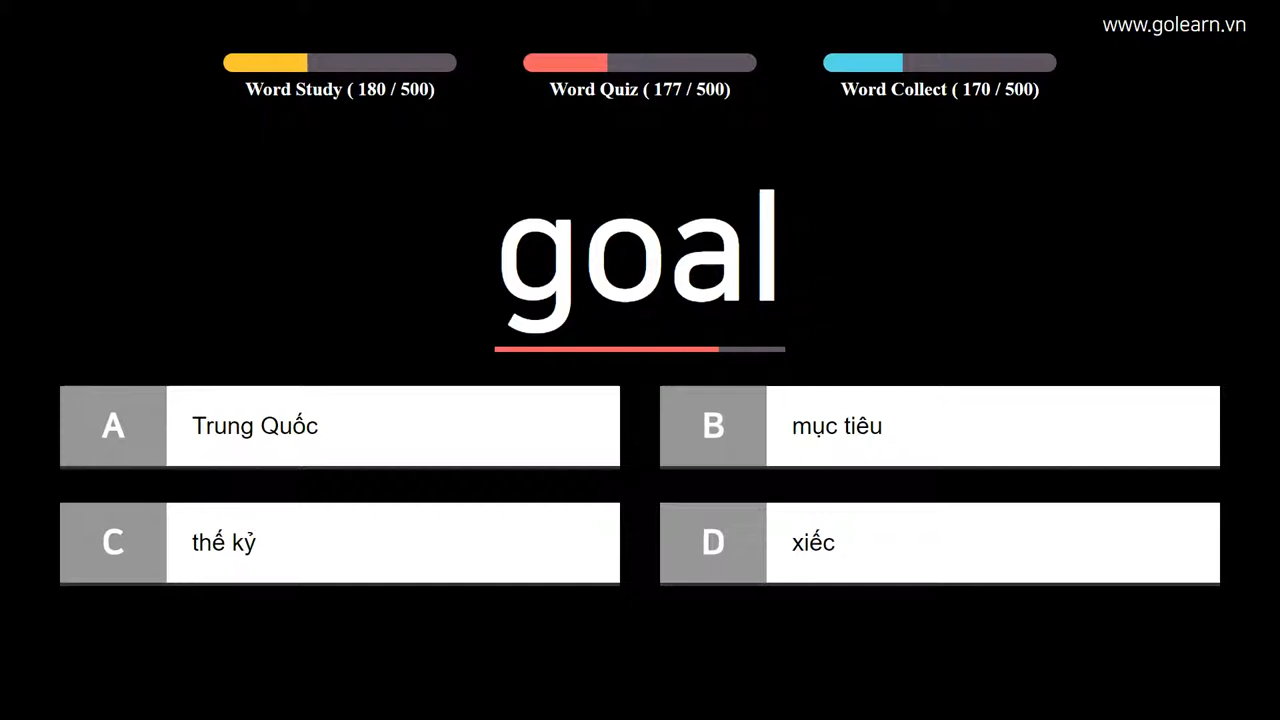 www.golearn.vn
Word Study ( 180 / 500)
Word Quiz ( 177 / 500)
Word Collect ( 170 / 500)
goal
A Trung Quốc
B mục tiêu
C thế kỷ
D xiếc